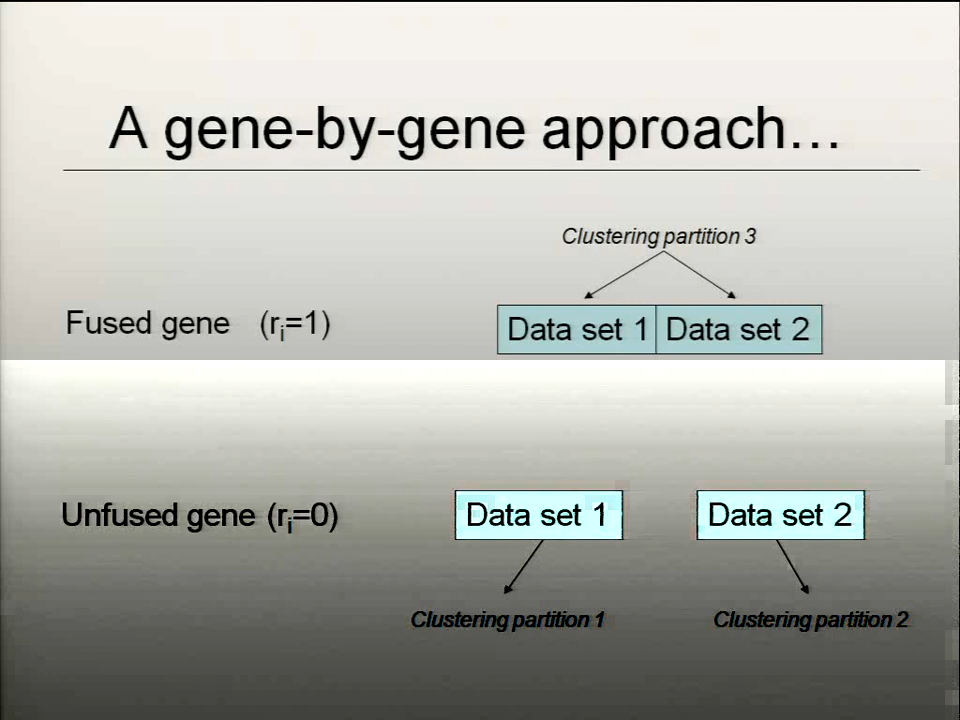 A gene-by-gene approach…
Clustering partition 3
Fused gene (ri=1)
Data set 1 Data set 2
Unfused gene (ri=0)
Data set 1 Data set 2
Clustering partition 1 Clustering partition 2